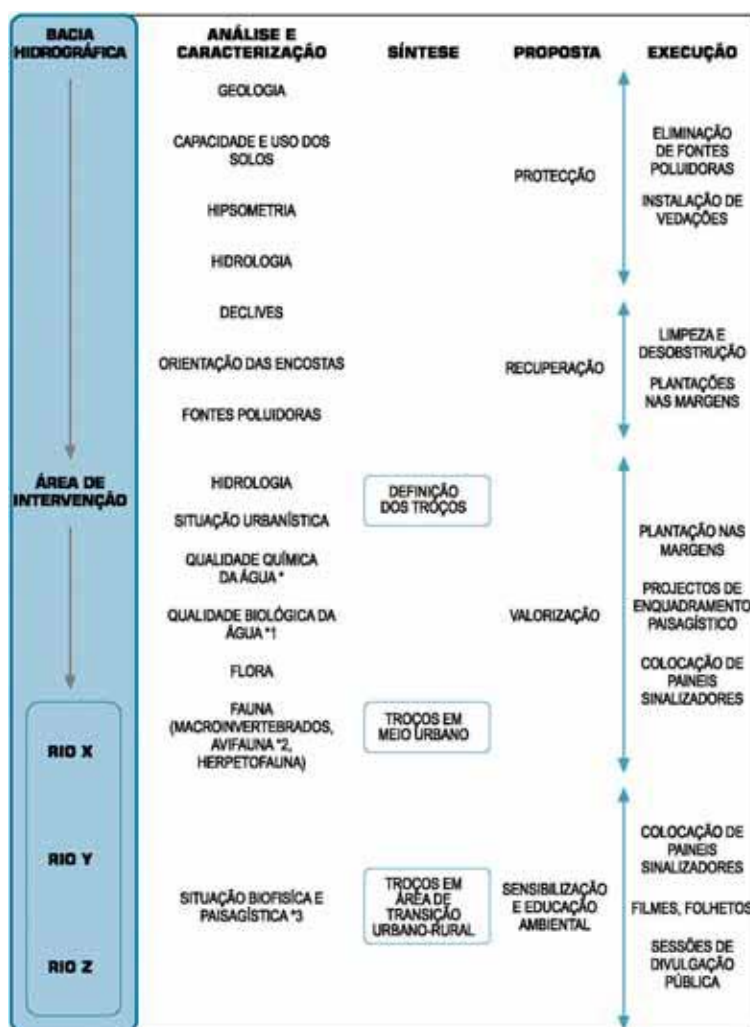 BACIA
HIDROGRÁFICA
ANÁLISE E
CARACTERIZAÇÃO
SÍNTESE
PROPOSTA
EXECUÇÃO
GEOLOGIA
CAPACIDADE E USO DOS
SOLOS
HIPSOMETRIA
HIDROLOGIA
DECLIVES
ORIENTAÇÃO DAS ENCOSTAS
FONTES POLUIDORAS
PROTECÇÃO
ELIMINAÇÃO
DE FONTES
POLUIDORAS
INSTALAÇÃO DE
VEDAÇÕES
RECUPERAÇÃO
LIMPEZA E
DESOBSTRUÇÃO
PLANTAÇÕES
NAS MARGENS
ÁREA DE
INTERVENÇÃO
HIDROLOGIA
SITUAÇÃO URBANÍSTICA
QUALIDADE QUÍMICA
DA ÁGUA *
QUALIDADE BIOLÓGICA DA
ÁGUA *1
FLORA
FAUNA
(MACROINVERTEBRADOS,
AVIFAUNA *2,
HERPETOFAUNA)
DEFINIÇÃO
DOS TROÇOS
TROÇOS EM
MEIO URBANO
VALORIZAÇÃO
PLANTAÇÃO NAS
MARGENS
PROJECTOS DE
ENQUADRAMENTO
PAISAGÍSTICO
COLOCAÇÃO DE
PAINEIS
SINALIZADORES
RIO X
RIO Y
RIO Z
SITUAÇÃO BIOFISÍCA E
PAISAGÍSTICA *3
TROÇOS EM
ÁREA DE
TRANSIÇÃO
URBANO-RURAL
SENSIBILIZAÇÃO
E EDUCAÇÃO
AMBIENTAL
COLOCAÇÃO DE
PAINEIS
SINALIZADORES
FILMES, FOLHETOS
SESSÕES DE
DIVULGAÇÃO
PÚBLICA